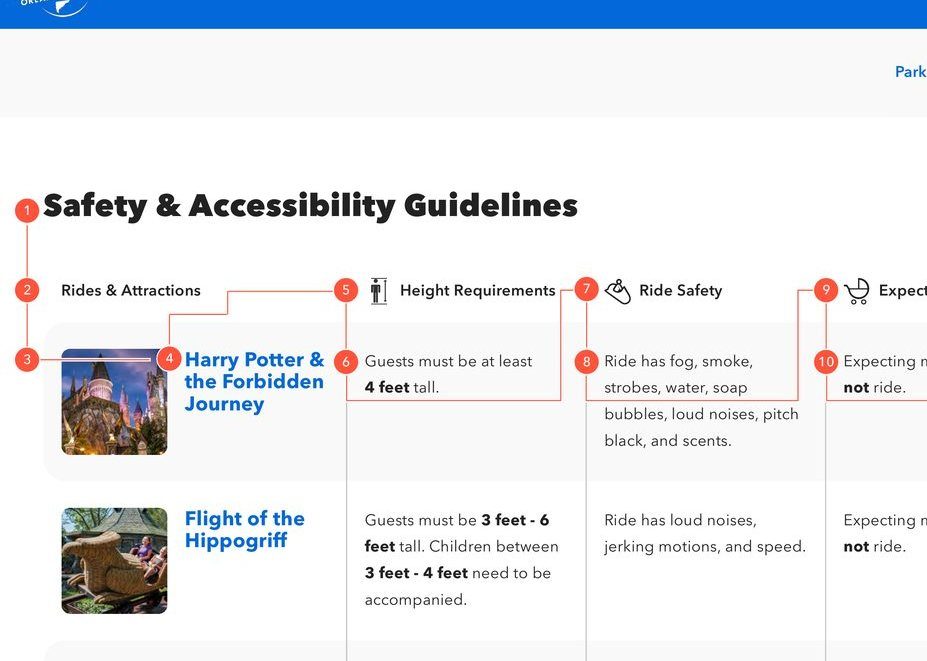 Park
1
Safety & Accessibility Guidelines
2
Rides & Attractions
5
Height Requirements
7
Ride Safety
9
Expect
3
4
Harry Potter &
the Forbidden
Journey
6
Guests must be at least
4 feet tall.
8
Ride has fog, smoke,
strobes, water, soap
bubbles, loud noises, pitch
black, and scents.
10
Expecting m
not ride.
Flight of the
Hippogriff
Guests must be 3 feet - 6
feet tall. Children between
3 feet - 4 feet need to be
accompanied.
Ride has loud noises,
jerking motions, and speed.
Expecting m
not ride.